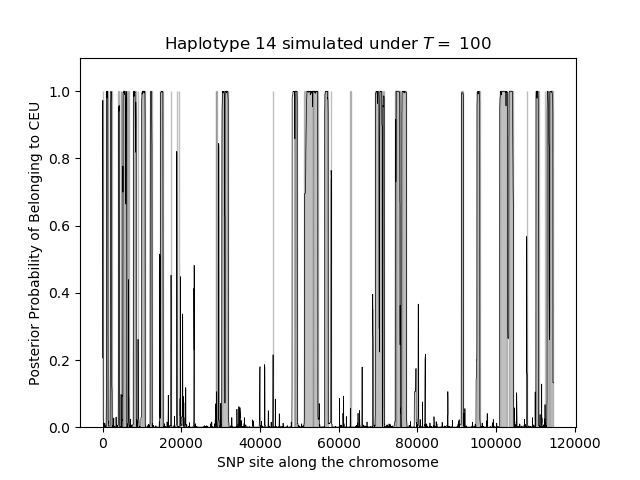 Haplotype 14 simulated under T = 100
Posterior Probability of Belonging to CEU
1.0
0.8
0.6
0.4
0.2
0.0
0 20000 40000 60000 80000 100000 120000
SNP site along the chromosome